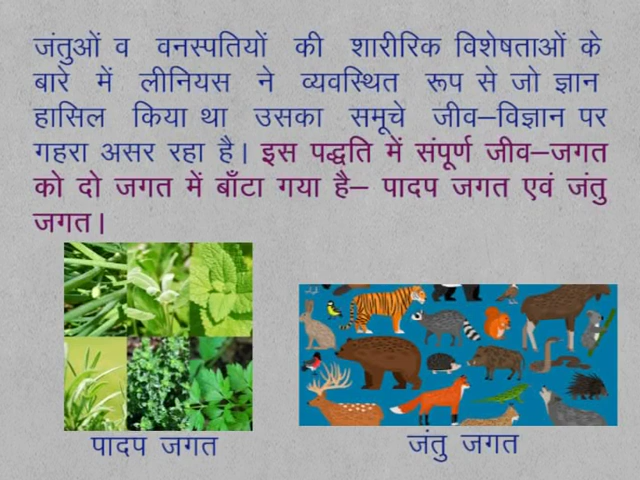 जंतुओं व वनस्पतियों की शारीरिक विशेषताओं के
बारे में लीनियस ने व्यवस्थित रूप से जो ज्ञान
हासिल किया था उसका समूचे जीव–विज्ञान पर
गहरा असर रहा है। इस पद्धति में संपूर्ण जीव–जगत
को दो जगत में बाँटा गया है– पादप जगत एवं जंतु
जगत।
पादप जगत
जंतु जगत